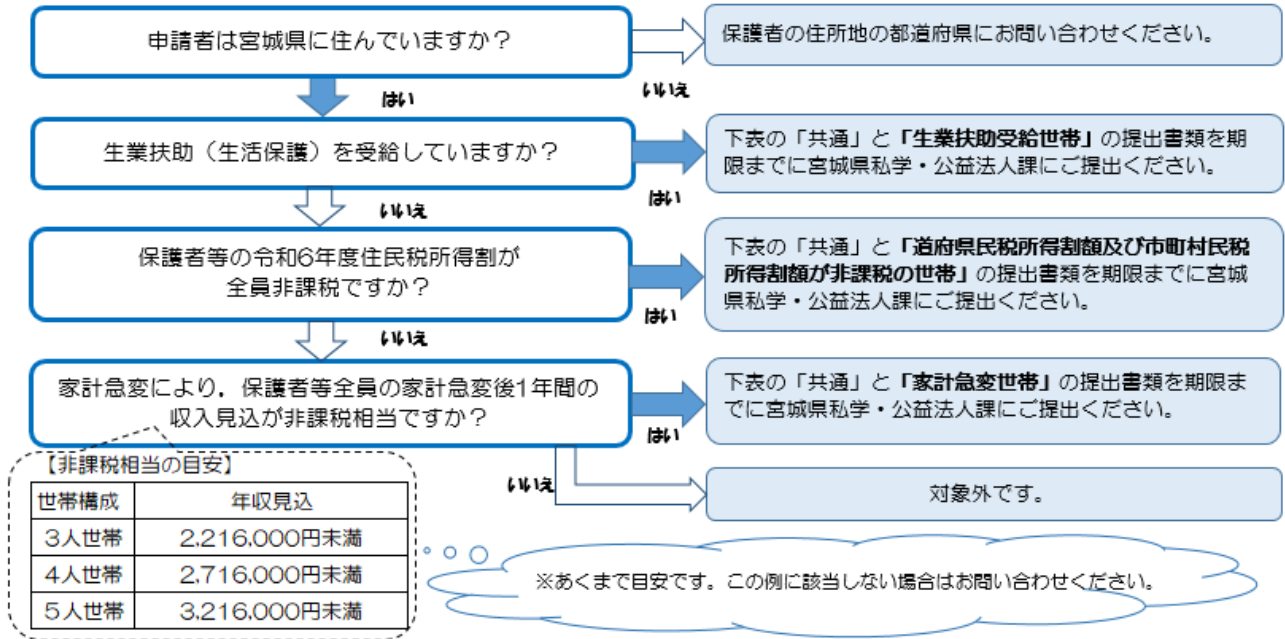 申請者は宮城県に住んでいますか？
保護者の住所地の都道府県にお問い合わせください。
はい
いいえ
生業扶助（生活保護）を受給していますか？
下表の「共通」と「生業扶助受給世帯」の提出書類を期
限までに宮城県私学・公益法人課にご提出ください。
はい
いいえ
保護者等の令和6年度住民税所得割が
全員非課税ですか？
下表の「共通」と「道府県民税所得割額及び市町村民税
所得割額が非課税の世帯」の提出書類を期限までに宮城
県私学・公益法人課にご提出ください。
はい
いいえ
家計急変により，保護者等全員の家計急変後1年間の
収入見込が非課税相当ですか？
下表の「共通」と「家計急変世帯」の提出書類を期限ま
でに宮城県私学・公益法人課にご提出ください。
はい
いいえ
対象外です。
【非課税相当の目安】
世帯構成 年収見込
3人世帯 2,216,000円未満
4人世帯 2,716,000円未満
5人世帯 3,216,000円未満
※あくまで目安です。この例に該当しない場合はお問い合わせください。